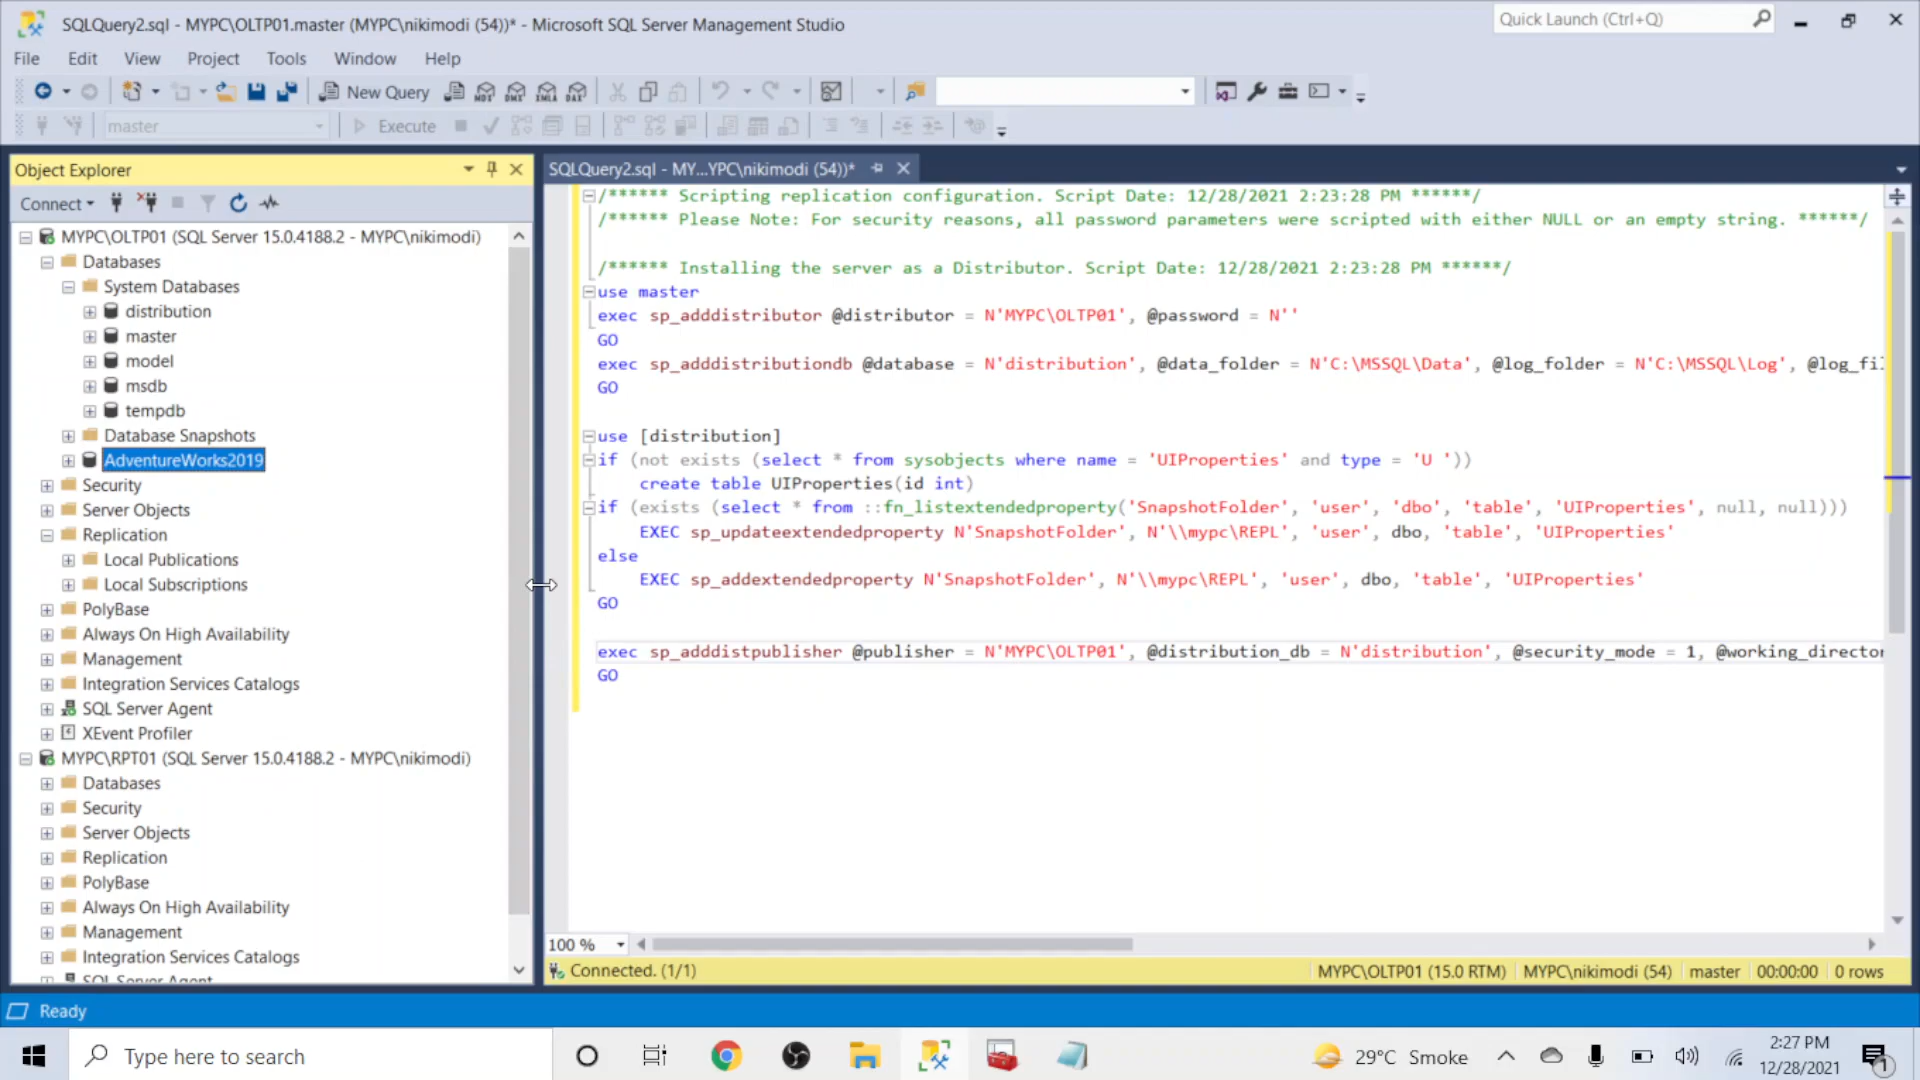 SQLQuery2.sql - MYPC\OLTP01.master (MYPC\nikimodi (54))* - Microsoft SQL Server Management Studio
Quick Launch (Ctrl+Q)
File Edit View Project Tools Window Help
New Query MDX DMX XMLA DAX
master Execute
Object Explorer
SQLQuery2.sql - MY...YPC\nikimodi (54))*
Connect
MYPC\OLTP01 (SQL Server 15.0.4188.2 - MYPC\nikimodi)
Databases
System Databases
distribution
master
model
msdb
tempdb
Database Snapshots
AdventureWorks2019
Security
Server Objects
Replication
Local Publications
Local Subscriptions
PolyBase
Always On High Availability
Management
Integration Services Catalogs
SQL Server Agent
XEvent Profiler
MYPC\RPT01 (SQL Server 15.0.4188.2 - MYPC\nikimodi)
Databases
Security
Server Objects
Replication
PolyBase
Always On High Availability
Management
Integration Services Catalogs
SQL Server Agent
/****** Scripting replication configuration. Script Date: 12/28/2021 2:23:28 PM ******/
/****** Please Note: For security reasons, all password parameters were scripted with either NULL or an empty string. ******/
/****** Installing the server as a Distributor. Script Date: 12/28/2021 2:23:28 PM ******/
use master
exec sp_adddistributor @distributor = N'MYPC\OLTP01', @password = N''
GO
exec sp_adddistributiondb @database = N'distribution', @data_folder = N'C:\MSSQL\Data', @log_folder = N'C:\MSSQL\Log', @log_fil
GO
use [distribution]
if (not exists (select * from sysobjects where name = 'UIProperties' and type = 'U '))
create table UIProperties(id int)
if (exists (select * from ::fn_listextendedproperty('SnapshotFolder', 'user', 'dbo', 'table', 'UIProperties', null, null)))
EXEC sp_updateextendedproperty N'SnapshotFolder', N'\\mypc\REPL', 'user', dbo, 'table', 'UIProperties'
else
EXEC sp_addextendedproperty N'SnapshotFolder', N'\\mypc\REPL', 'user', dbo, 'table', 'UIProperties'
GO
exec sp_adddistpublisher @publisher = N'MYPC\OLTP01', @distribution_db = N'distribution', @security_mode = 1, @working_director
GO
100 %
Connected. (1/1) MYPC\OLTP01 (15.0 RTM) MYPC\nikimodi (54) master 00:00:00 0 rows
Ready
Type here to search
29°C Smoke
2:27 PM
12/28/2021
1